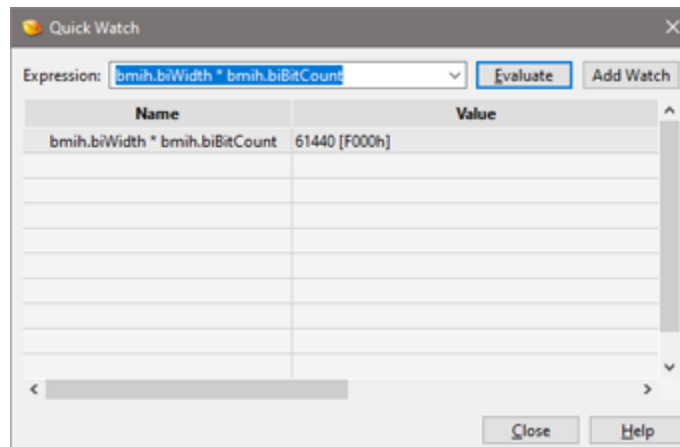 Quick Watch
Expression: bmih.biWidth * bmih.biBitCount Evaluate Add Watch
Name Value
bmih.biWidth * bmih.biBitCount 61440 [F000h]
Close Help